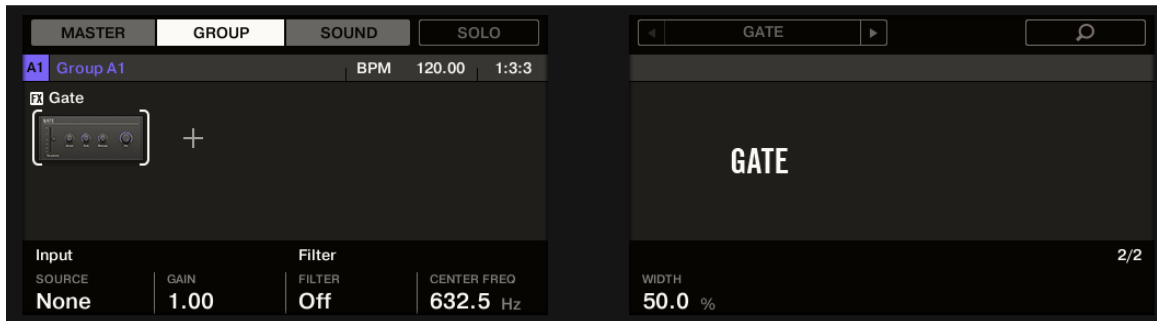 MASTER GROUP SOUND SOLO
A1 Group A1 BPM 120.00 1:3:3
FX Gate
GATE
Input Filter
SOURCE GAIN FILTER CENTER FREQ
None 1.00 Off 632.5 Hz
GATE
GATE
2/2
WIDTH
50.0 %